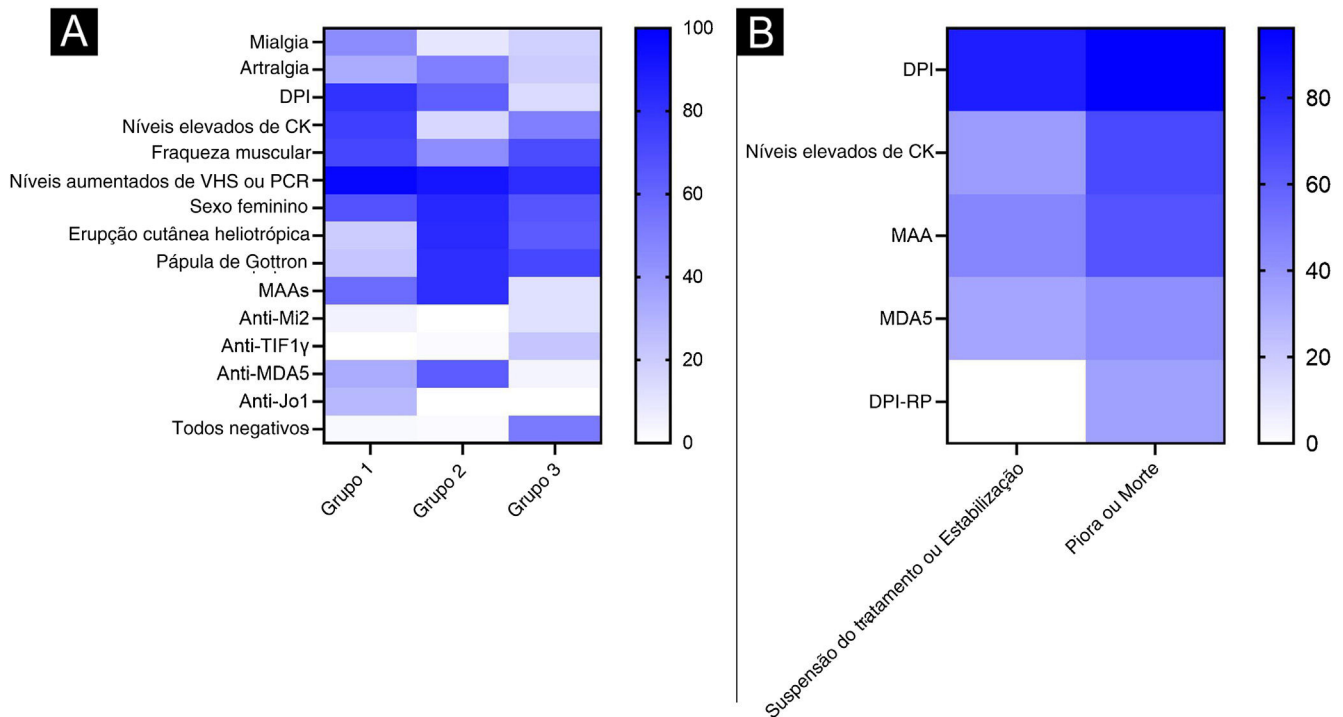 A
Mialgia
Artralgia
DPI
Níveis elevados de CK
Fraqueza muscular
Níveis aumentados de VHS ou PCR
Sexo feminino
Erupção cutânea heliotrópica
Pápula de Gottron
MAAs
Anti-Mi2
Anti-TIF1γ
Anti-MDA5
Anti-Jo1
Todos negativos
Grupo 1
Grupo 2
Grupo 3
100
80
60
40
20
0
B
DPI
Níveis elevados de CK
MAA
MDA5
DPI-RP
Suspensão do tratamento ou Estabilização
Piora ou Morte
80
60
40
20
0